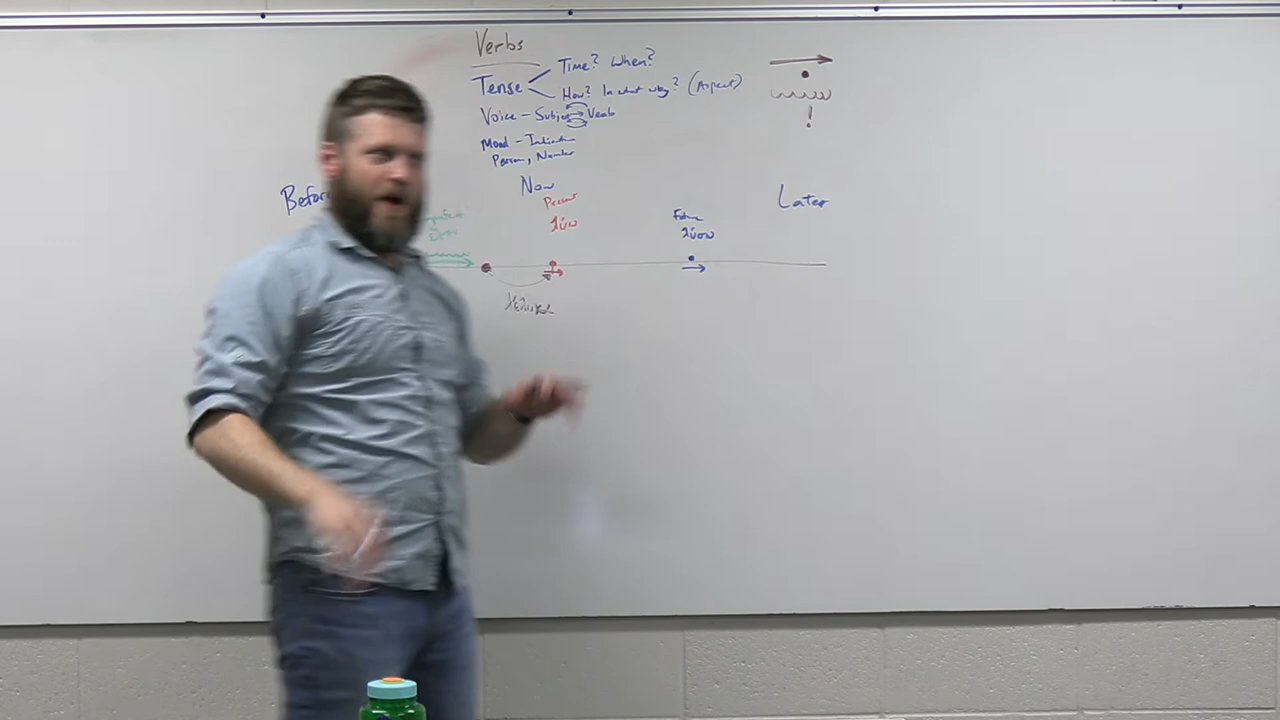 Verbs
Tense
Time? When?
How? In what way? (Aspect)
Voice - Subject Verb
Mood - Indicative
Person, Number
Now
Later
Present
λύω
Future
λύσω
λέλυκα
!